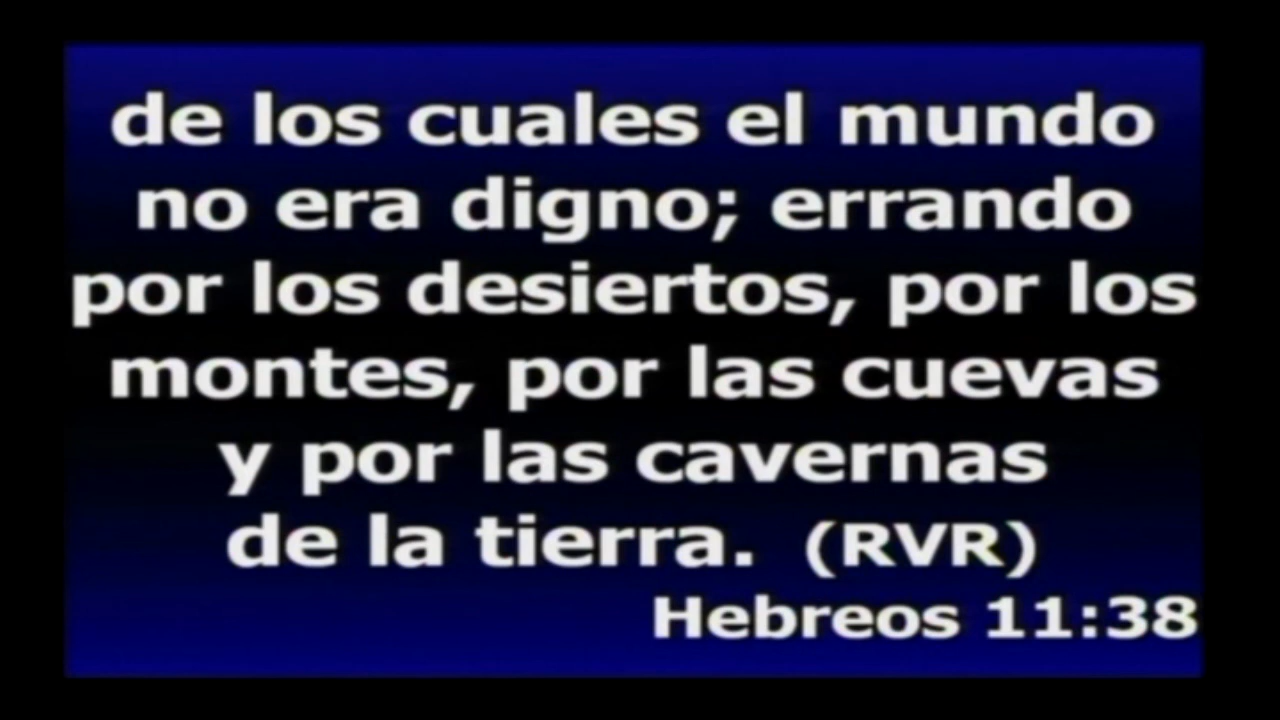 de los cuales el mundo
no era digno; errando
por los desiertos, por los
montes, por las cuevas
y por las cavernas
de la tierra. (RVR)
Hebreos 11:38